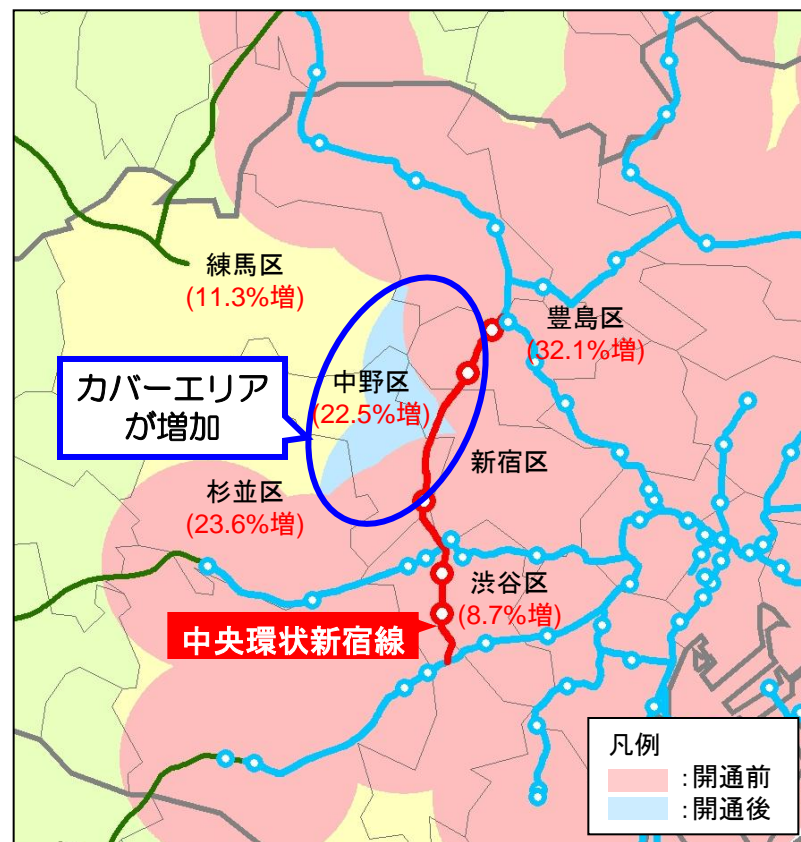 練馬区
(11.3%増)
豊島区
(32.1%増)
カバーエリア
が増加
中野区
(22.5%増)
新宿区
杉並区
(23.6%増)
渋谷区
(8.7%増)
中央環状新宿線
凡例
:開通前
:開通後